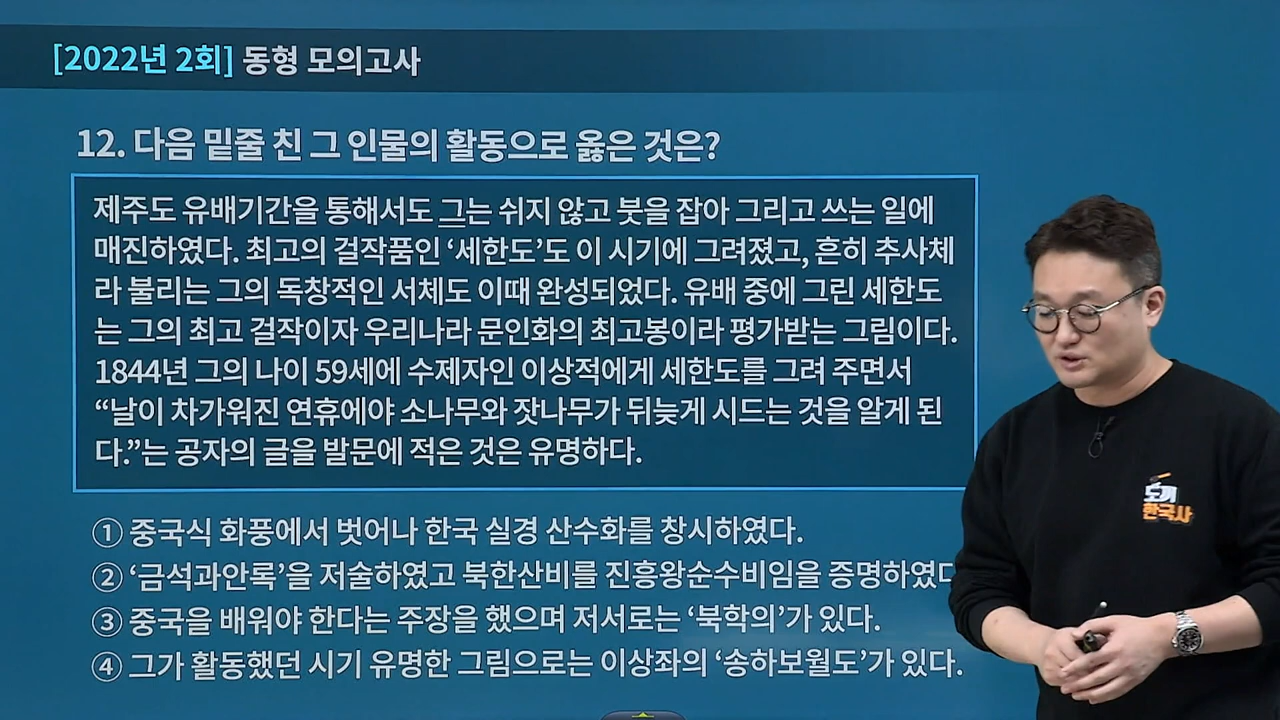 [2022년 2회] 동형 모의고사
12. 다음 밑줄 친 그 인물의 활동으로 옳은 것은?
제주도 유배기간을 통해서도 그는 쉬지 않고 붓을 잡아 그리고 쓰는 일에
매진하였다. 최고의 걸작품인 ‘세한도’도 이 시기에 그려졌고, 흔히 추사체
라 불리는 그의 독창적인 서체도 이때 완성되었다. 유배 중에 그린 세한도
는 그의 최고 걸작이자 우리나라 문인화의 최고봉이라 평가받는 그림이다.
1844년 그의 나이 59세에 수제자인 이상적에게 세한도를 그려 주면서
“날이 차가워진 연휴에야 소나무와 잣나무가 뒤늦게 시드는 것을 알게 된
다.”는 공자의 글을 발문에 적은 것은 유명하다.
① 중국식 화풍에서 벗어나 한국 실경 산수화를 창시하였다.
② ‘금석과안록’을 저술하였고 북한산비를 진흥왕순수비임을 증명하였다
③ 중국을 배워야 한다는 주장을 했으며 저서로는 ‘북학의’가 있다.
④ 그가 활동했던 시기 유명한 그림으로는 이상좌의 ‘송하보월도’가 있다.
도끼
한국사